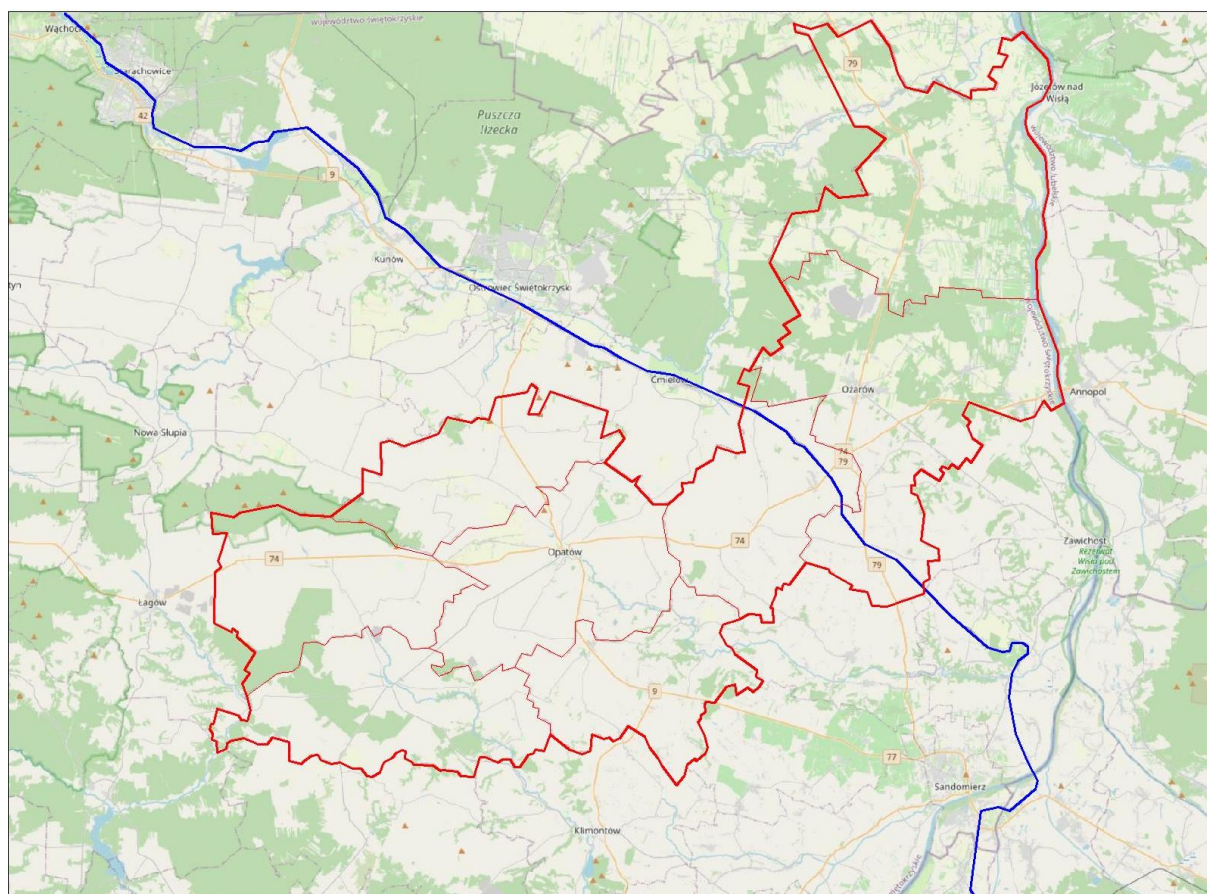 województwo świętokrzyskie
Wąchock
Starachowice
42
79
Józefów nad
Wisłą
Puszcza
Iłżecka
województwo lubelskie
9
Kunów
Ostrowiec Świętokrzyski
województwo świętokrzyskie
tyn
Ćmielów
Ożarów
Annopol
Nowa Słupia
74
79
Zawichost
Rezerwat
Wisła pod
Zawichostem
74
Opatów
74
79
Łagów
9
77
Sandomierz
Klimontów